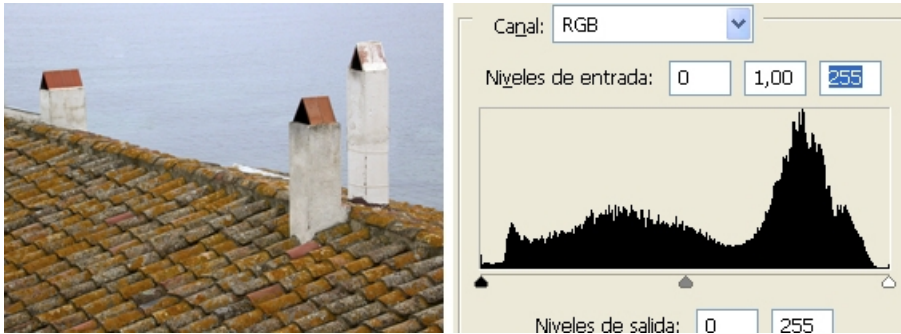 Canal: RGB
Niveles de entrada: 0 1,00 255
Niveles de salida: 0 255